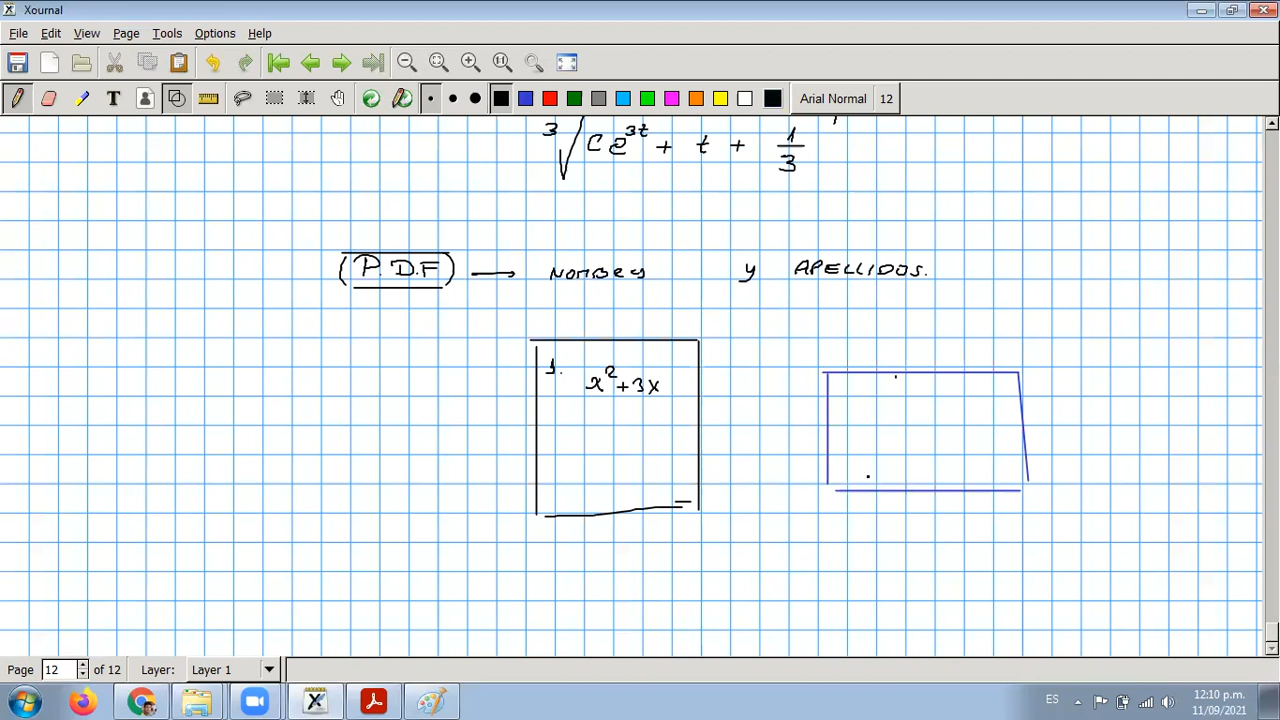 Xournal
File Edit View Page Tools Options Help
Arial Normal 12
3√ C e^3t + t + 1/3
(P.D.F) → NOMBRES y APELLIDOS.
1. x² + 3x
Page 12 of 12 Layer: Layer 1
ES 12:10 p.m.
11/09/2021